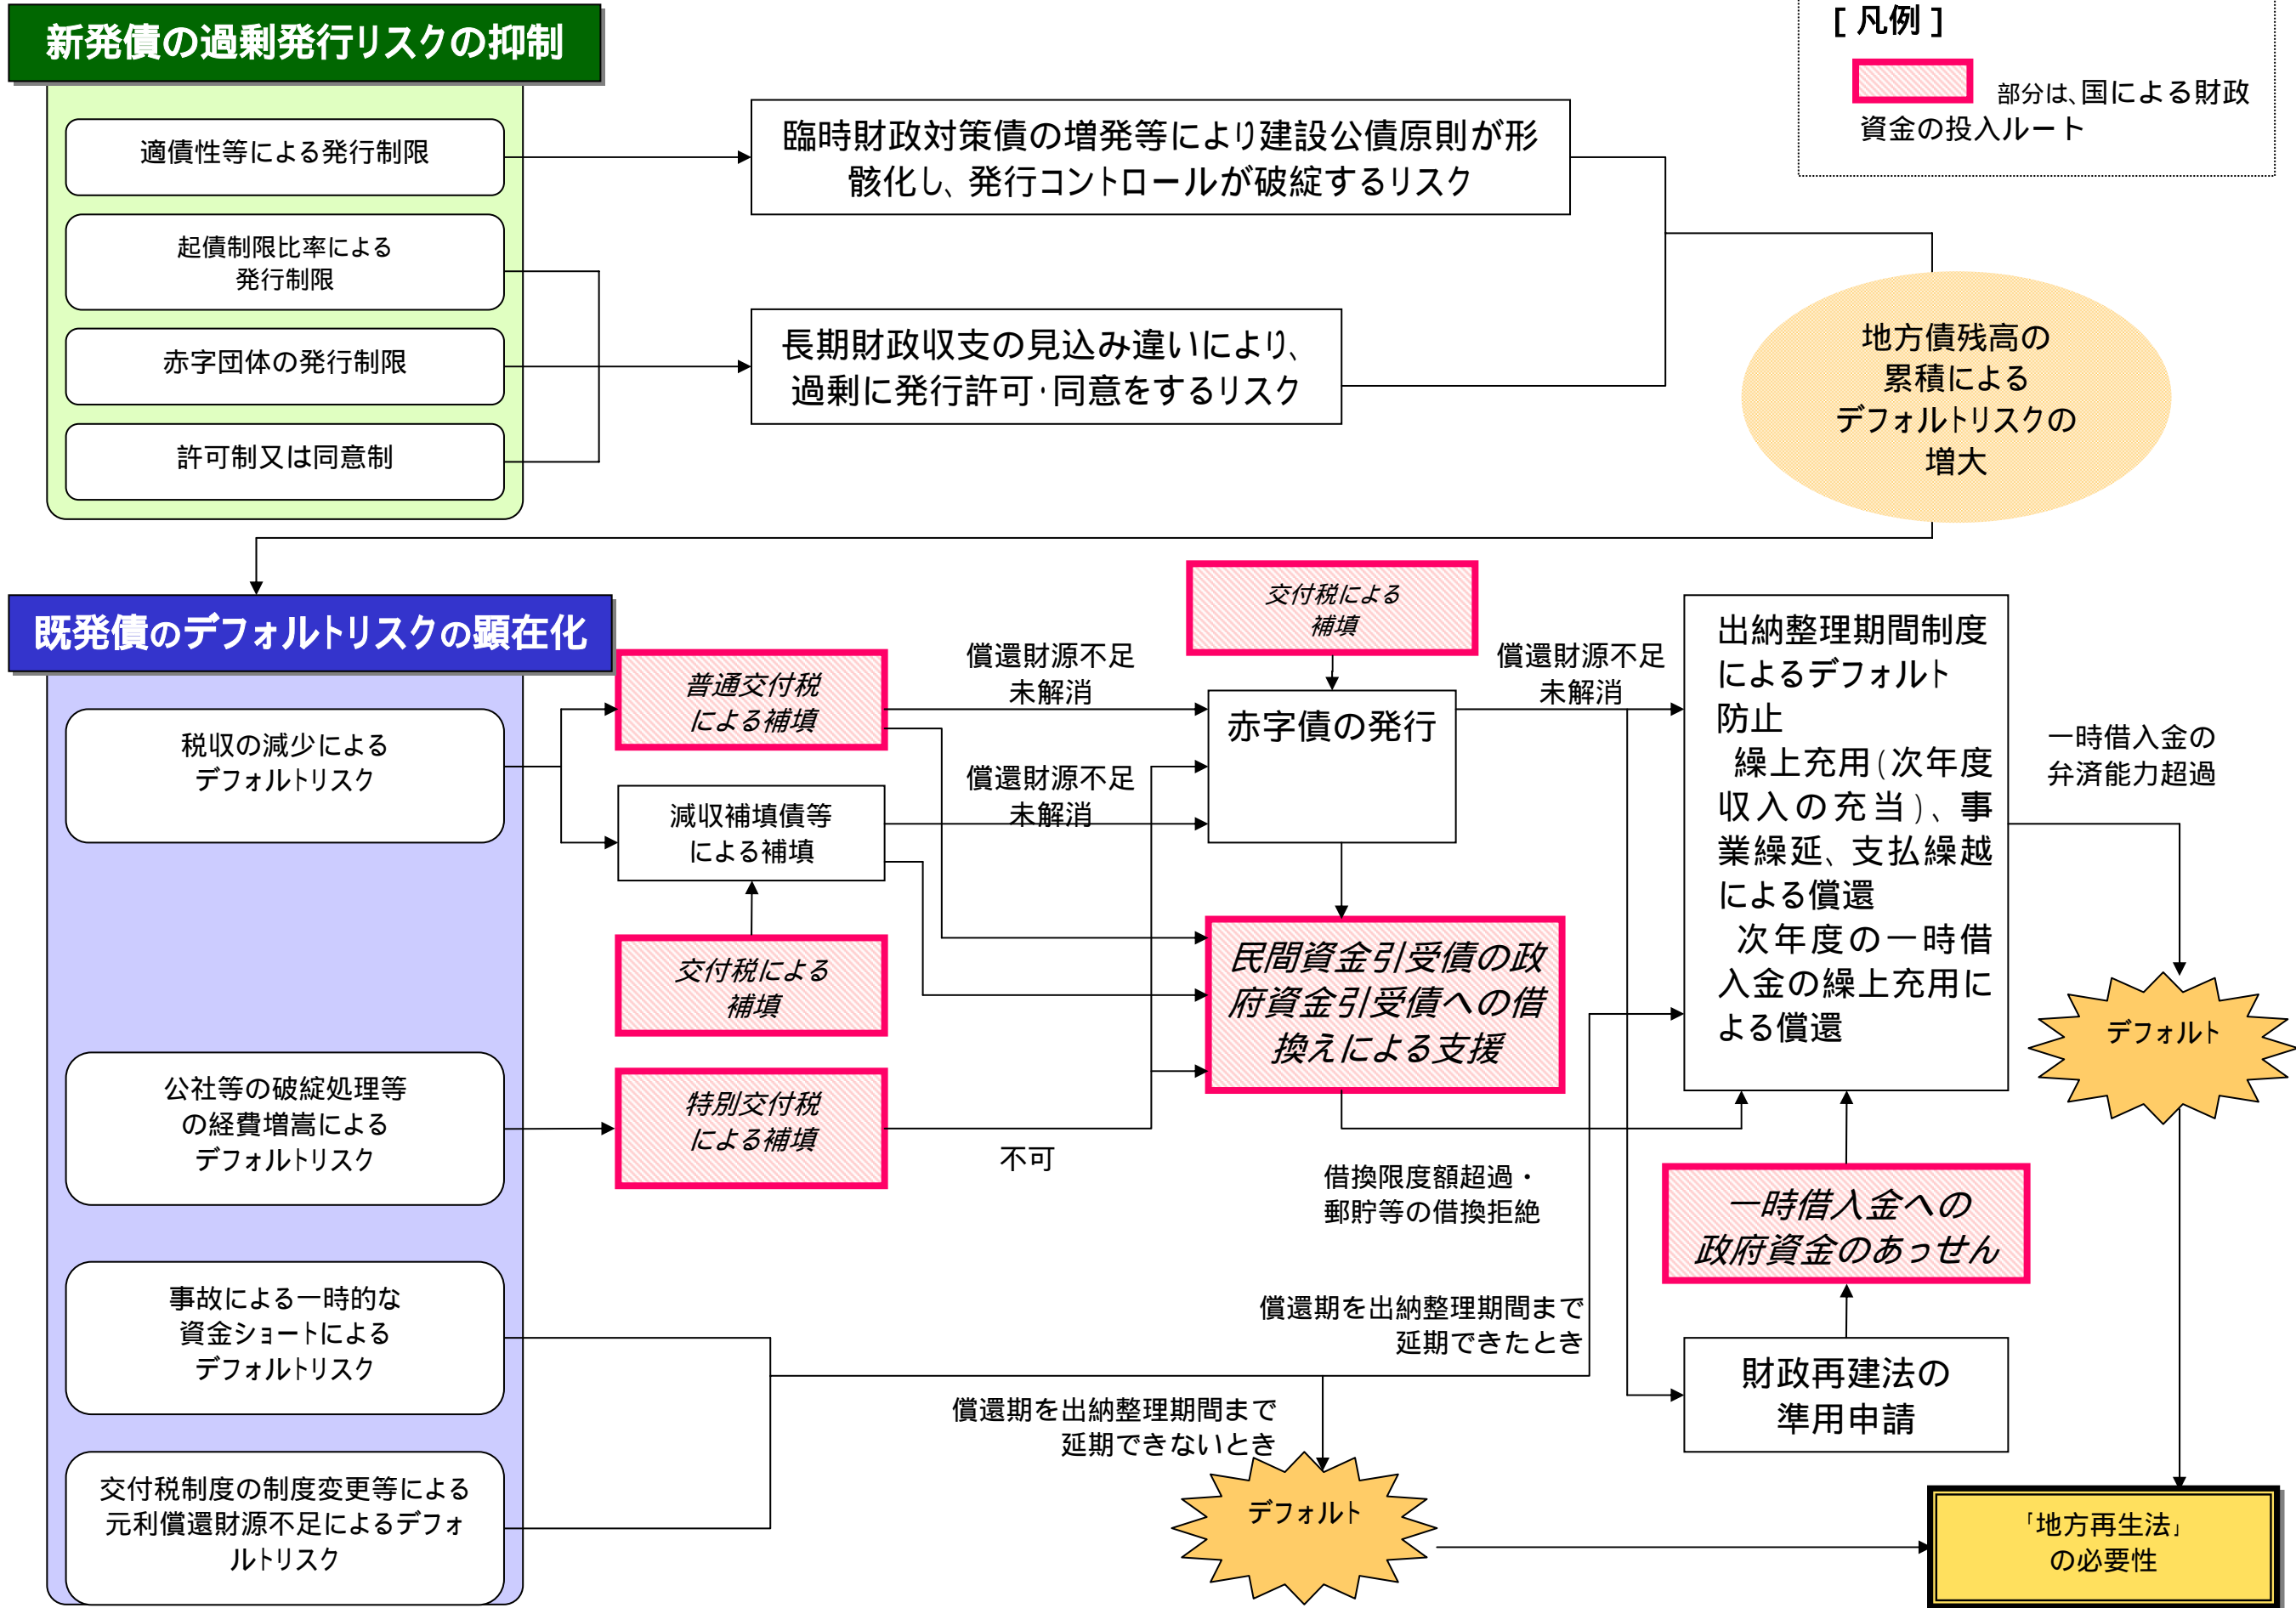 新発債の過剰発行リスクの抑制
[ 凡例 ]
部分は、国による財政
資金の投入ルート
適債性等による発行制限
起債制限比率による
発行制限
赤字団体の発行制限
許可制又は同意制
臨時財政対策債の増発等により建設公債原則が形
骸化し、発行コントロールが破綻するリスク
長期財政収支の見込み違いにより、
過剰に発行許可・同意をするリスク
地方債残高の
累積による
デフォルトリスクの
増大
既発債のデフォルトリスクの顕在化
税収の減少による
デフォルトリスク
公社等の破綻処理等
の経費増嵩による
デフォルトリスク
事故による一時的な
資金ショートによる
デフォルトリスク
交付税制度の制度変更等による
元利償還財源不足によるデフォ
ルトリスク
普通交付税
による補填
減収補填債等
による補填
交付税による
補填
特別交付税
による補填
償還財源不足
未解消
償還財源不足
未解消
不可
交付税による
補填
赤字債の発行
民間資金引受債の政
府資金引受債への借
換えによる支援
償還財源不足
未解消
借換限度額超過・
郵貯等の借換拒絶
償還期を出納整理期間まで
延期できたとき
償還期を出納整理期間まで
延期できないとき
デフォルト
出納整理期間制度
によるデフォルト
防止
繰上充用(次年度
収入の充当)、事
業繰延、支払繰越
による償還
次年度の一時借
入金の繰上充用に
よる償還
一時借入金への
政府資金のあっせん
財政再建法の
準用申請
一時借入金の
弁済能力超過
デフォルト
「地方再生法」
の必要性